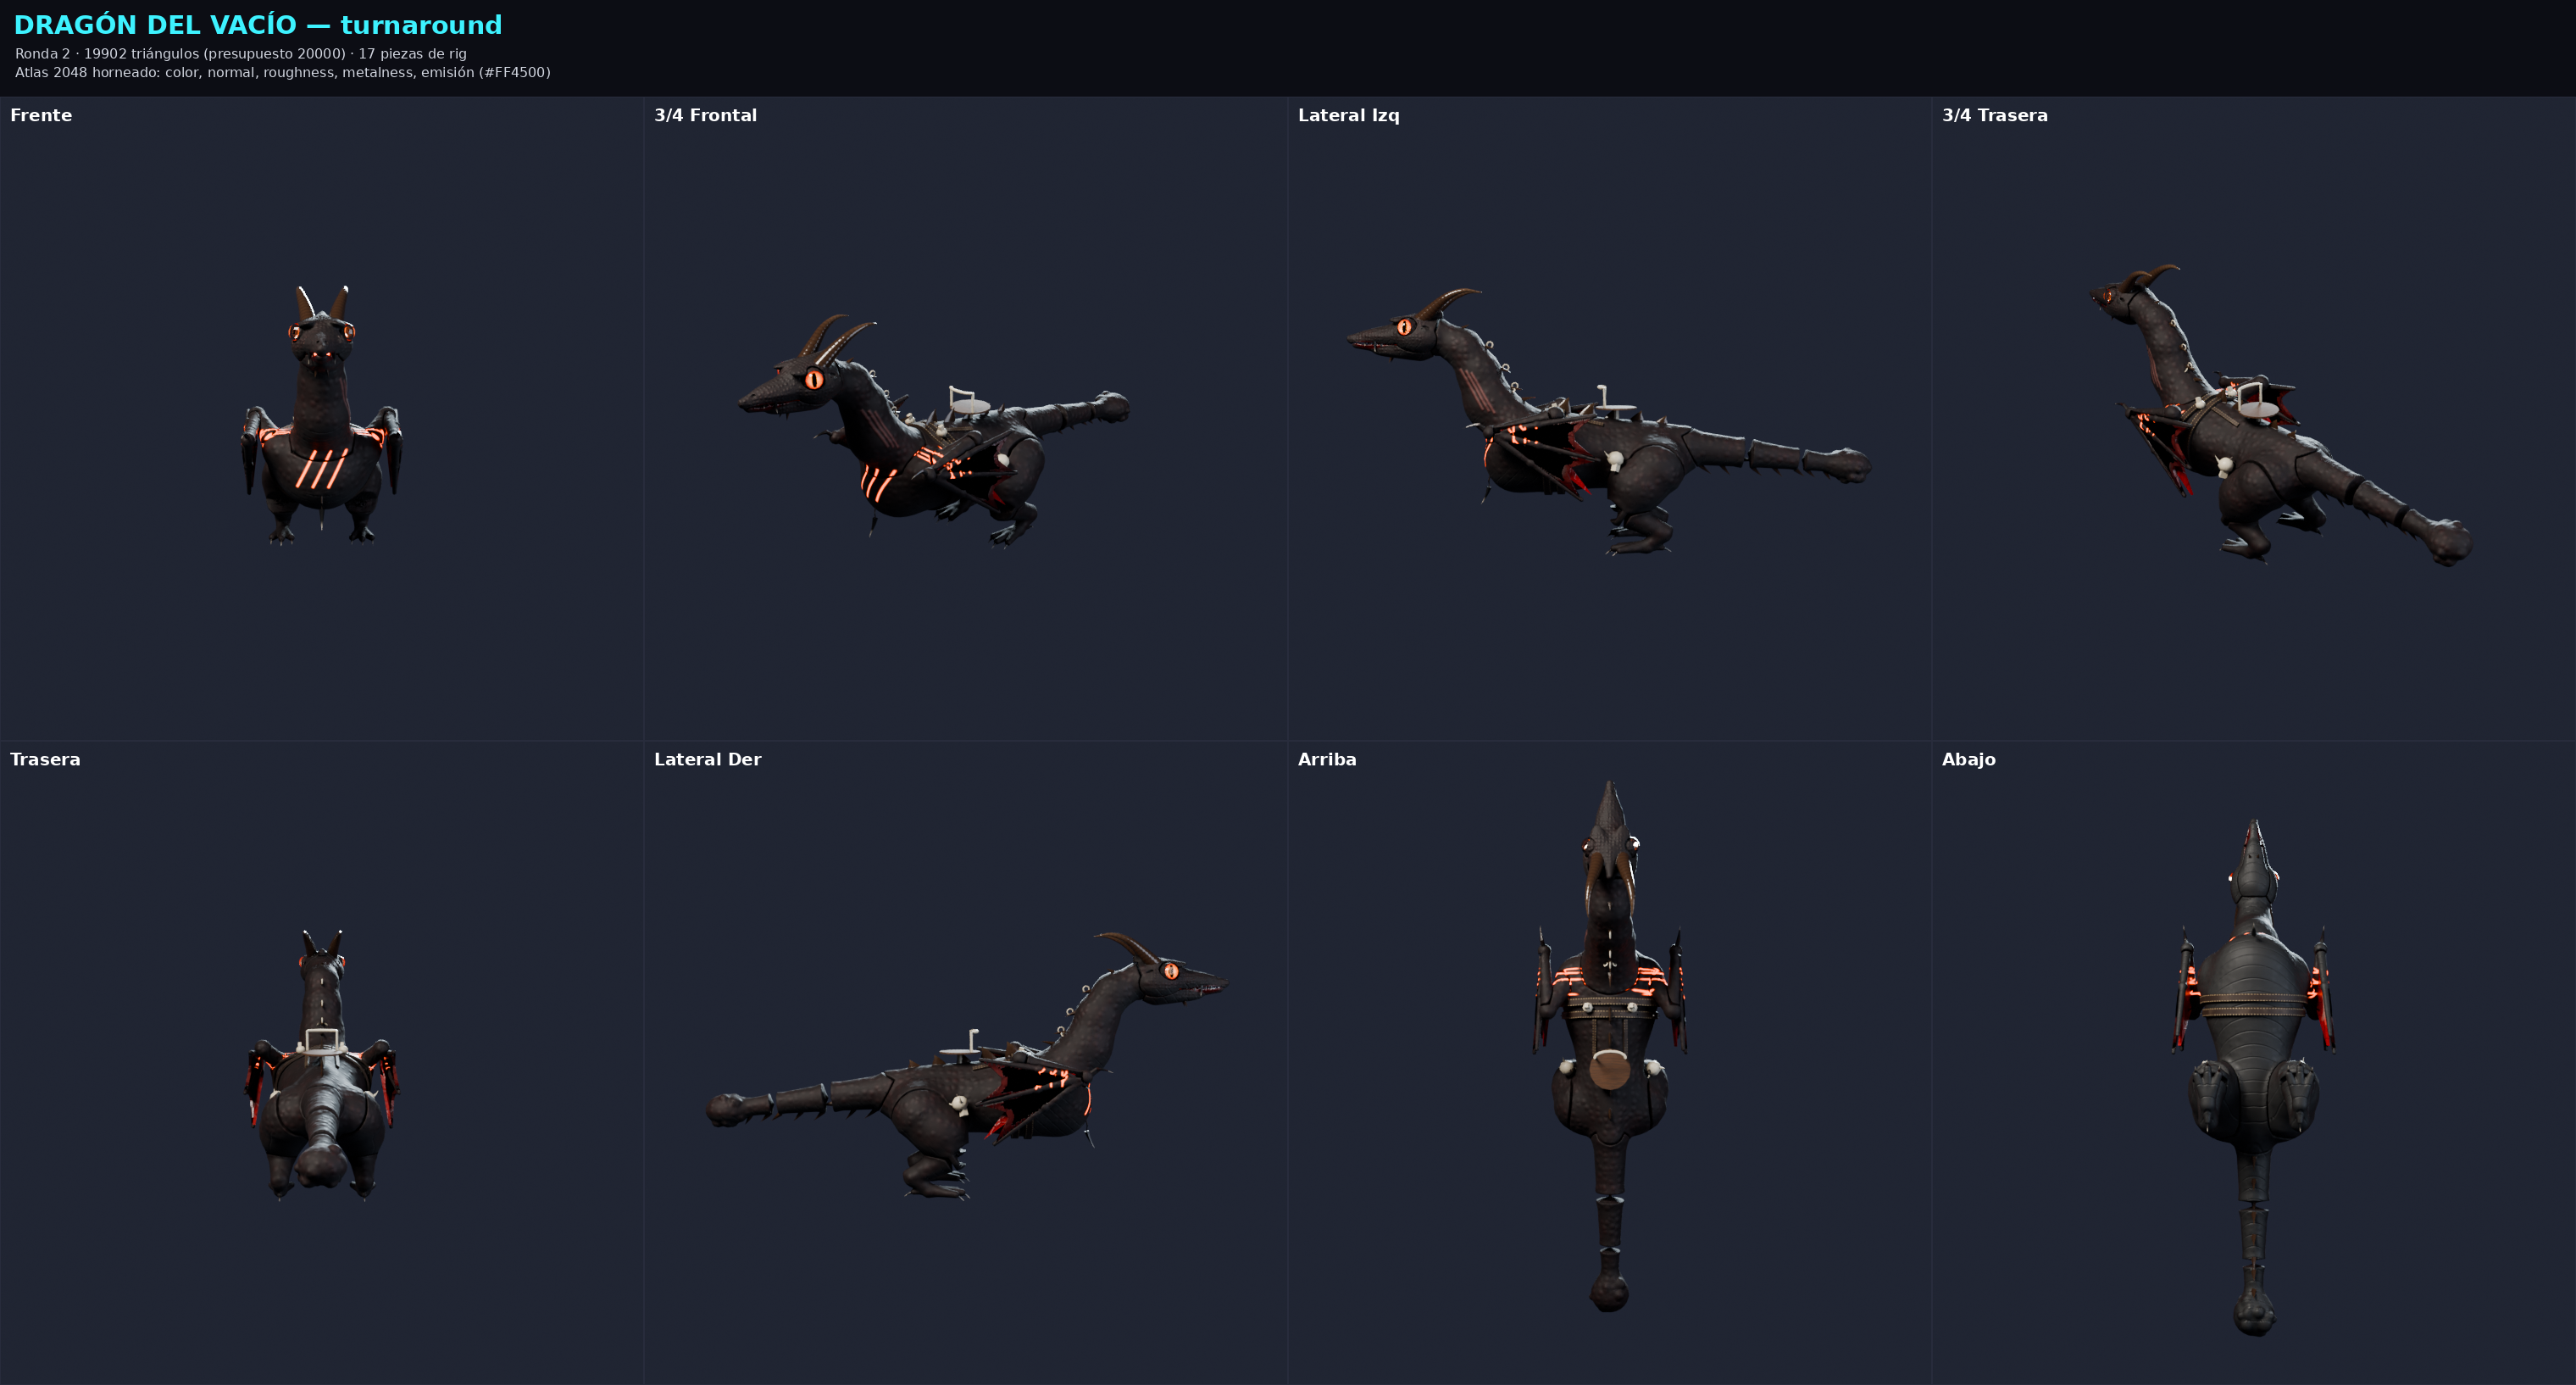 DRAGÓN DEL VACÍO — turnaround
Ronda 2 · 19902 triángulos (presupuesto 20000) · 17 piezas de rig
Atlas 2048 horneado: color, normal, roughness, metalness, emisión (#FF4500)
Frente
3/4 Frontal
Lateral Izq
3/4 Trasera
Trasera
Lateral Der
Arriba
Abajo